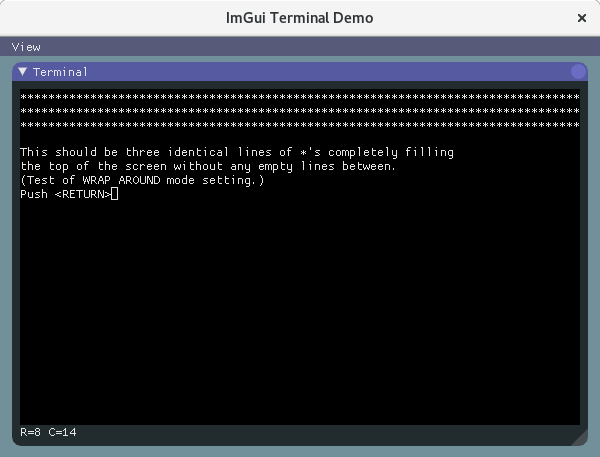 ImGui Terminal Demo
View
Terminal
********************************************************************************
********************************************************************************
********************************************************************************
This should be three identical lines of *'s completely filling
the top of the screen without any empty lines between.
(Test of WRAP AROUND mode setting.)
Push <RETURN>
R=8 C=14